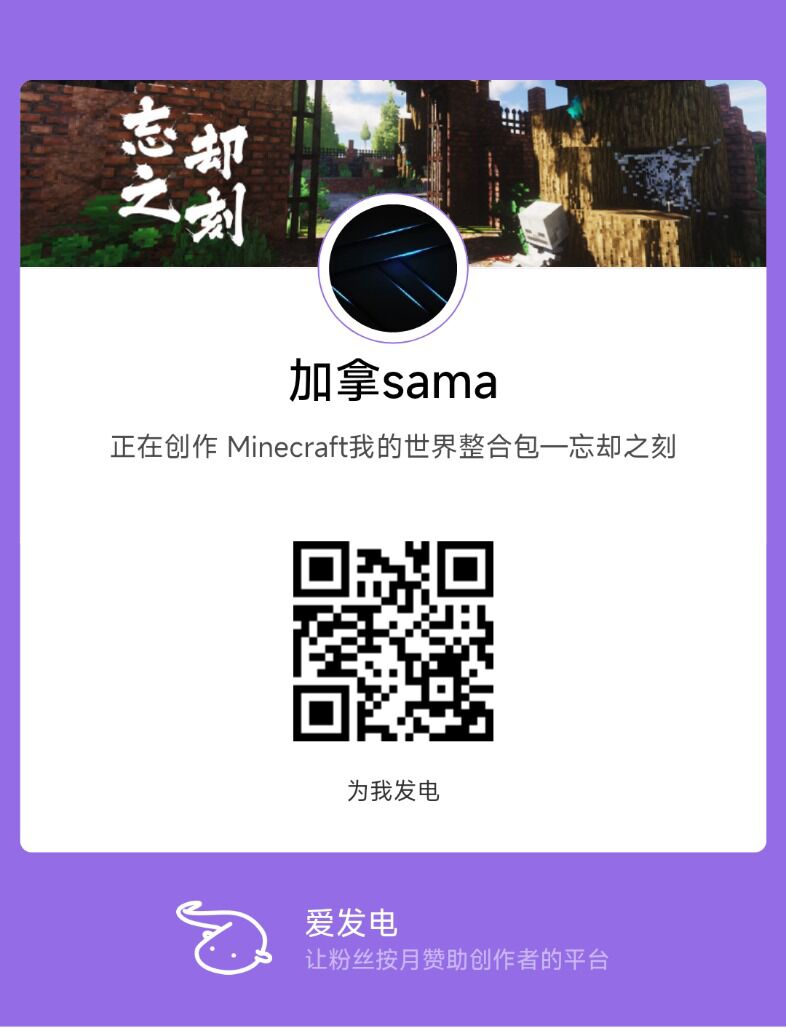 忘却
之刻
加拿sama
正在创作 Minecraft我的世界整合包—忘却之刻
为我发电
爱发电
让粉丝按月赞助创作者的平台